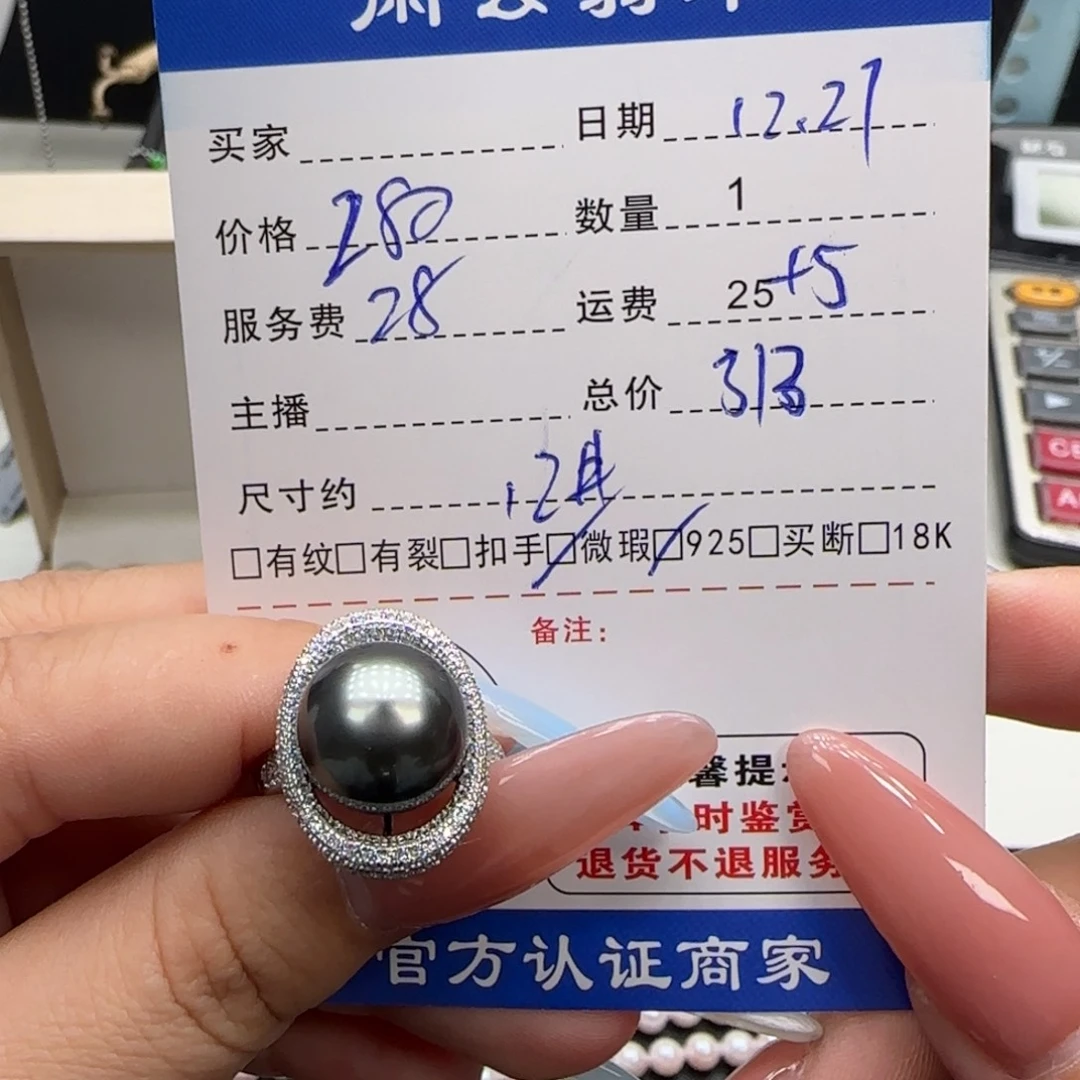 买家 日期 12.27
价格 280 数量 1
服务费 28 运费 25+5
主播 总价 313
尺寸约 12
□有纹□有裂□扣手□微瑕□925□买断□18K
备注:
馨提
时鉴赏
退货不退服务
官方认证商家